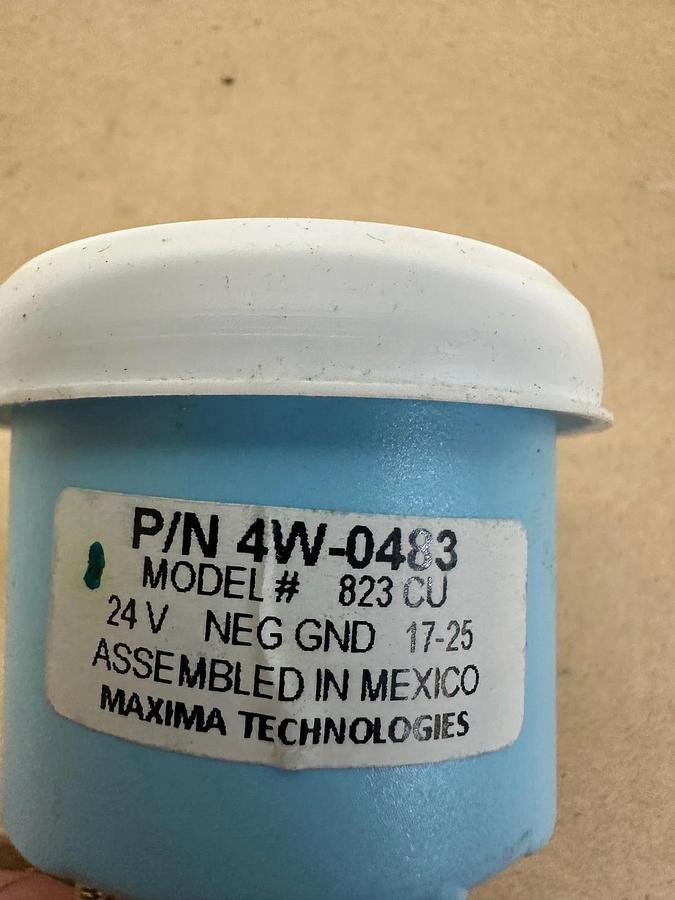 P/N 4W-0483
MODEL# 823 CU
24 V NEG GND 17-25
ASSEMBLED IN MEXICO
MAXIMA TECHNOLOGIES